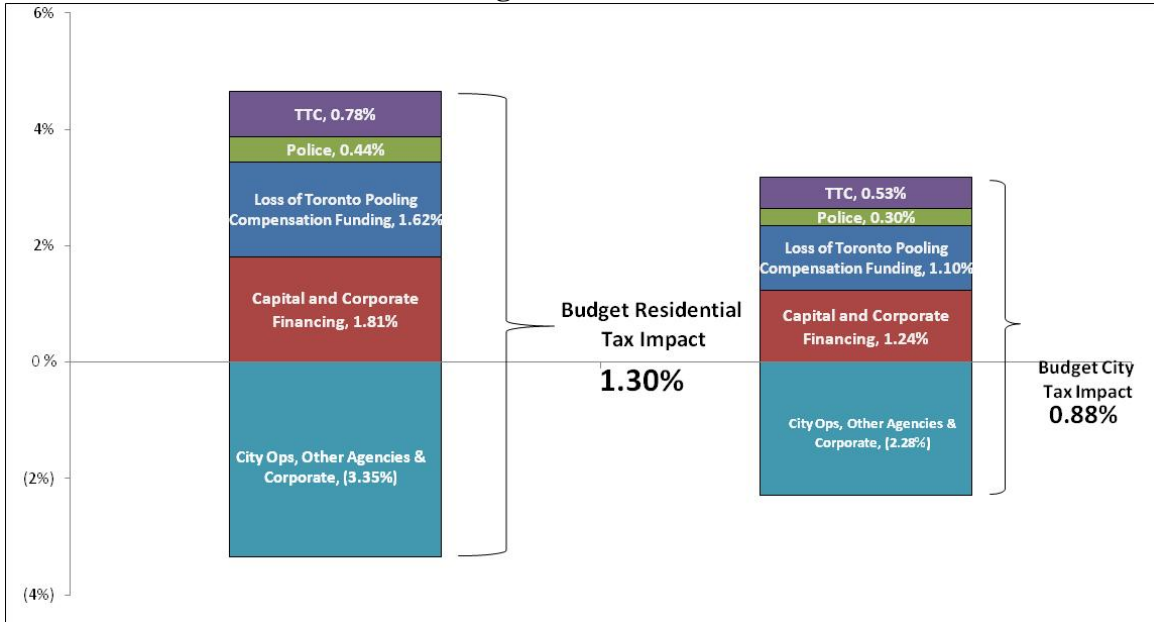 6%
4%
2%
0%
(2%)
(4%)
TTC, 0.78%
Police, 0.44%
Loss of Toronto Pooling
Compensation Funding, 1.62%
Capital and Corporate
Financing, 1.81%
City Ops, Other Agencies &
Corporate, (3.35%)
Budget Residential
Tax Impact
1.30%
TTC, 0.53%
Police, 0.30%
Loss of Toronto Pooling
Compensation Funding, 1.10%
Capital and Corporate
Financing, 1.24%
City Ops, Other Agencies &
Corporate, (2.28%)
Budget City
Tax Impact
0.88%